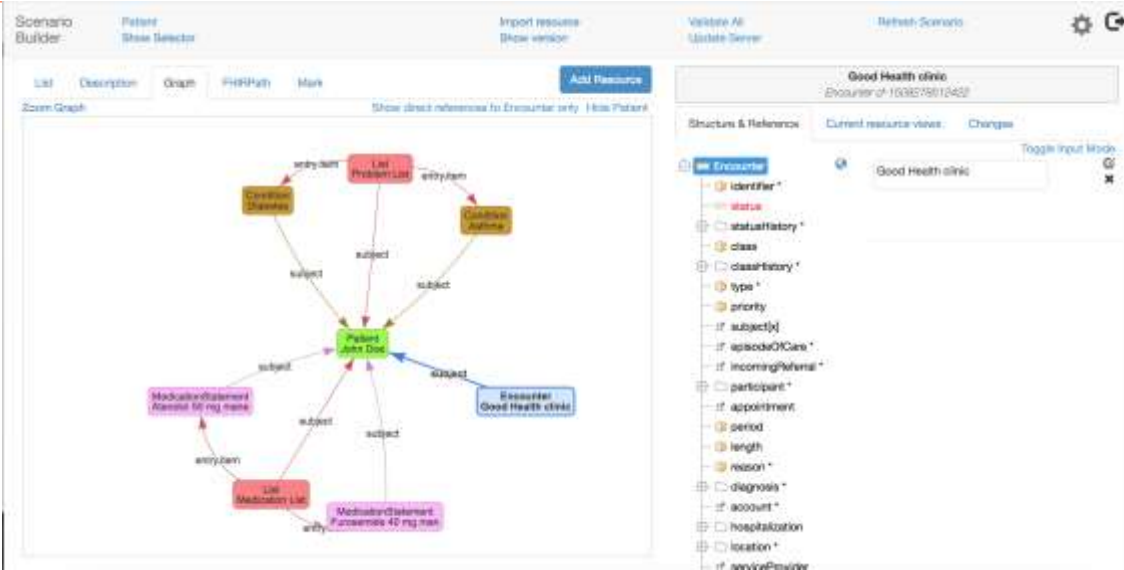 Scenario
Builder
Patient
Show Selector
Import resource
Show version
Validate All
Update Server
Refresh Scenario
List Description Graph FHIRPath Mark
Add Resource
Zoom Graph
Show direct references to Encounter only Hide Patient
entry.item
List
Problem List
entry.item
Condition
Diabetes
Condition
Asthma
subject
subject
subject
Patient
John Doe
subject
subject
MedicationStatement
Atenolol 50 mg mane
Encounter
Good Health clinic
subject
subject
entry.item
List
Medication List
MedicationStatement
Furosemide 40 mg man
entry
Good Health clinic
Structure & Reference Current resource views Changes
Toggle Input Mode
Encounter
Good Health clinic
identifier *
status
statusHistory *
class
classHistory *
type *
priority
subject[x]
episodeOfCare *
incomingReferral *
participant *
appointment
period
length
reason *
diagnosis *
account *
hospitalization
location *
serviceProvider